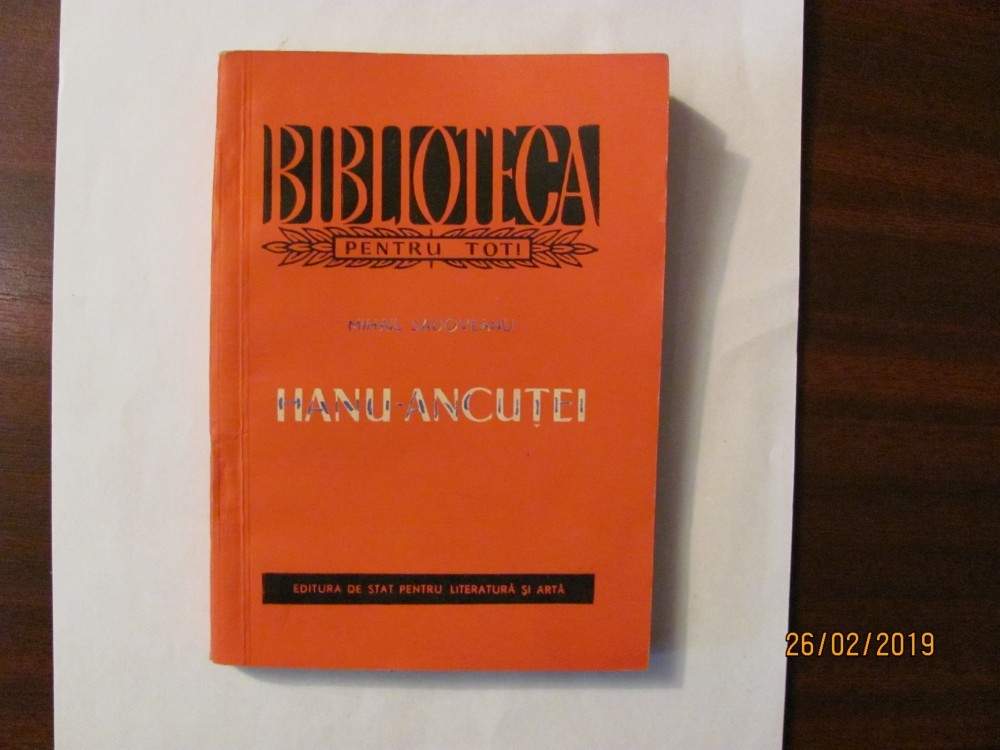 BIBLIOTECA
PENTRU TOȚI
MIHAIL SADOVEANU
HANU-ANCUȚEI
EDITURA DE STAT PENTRU LITERATURĂ ȘI ARTĂ
26/02/2019